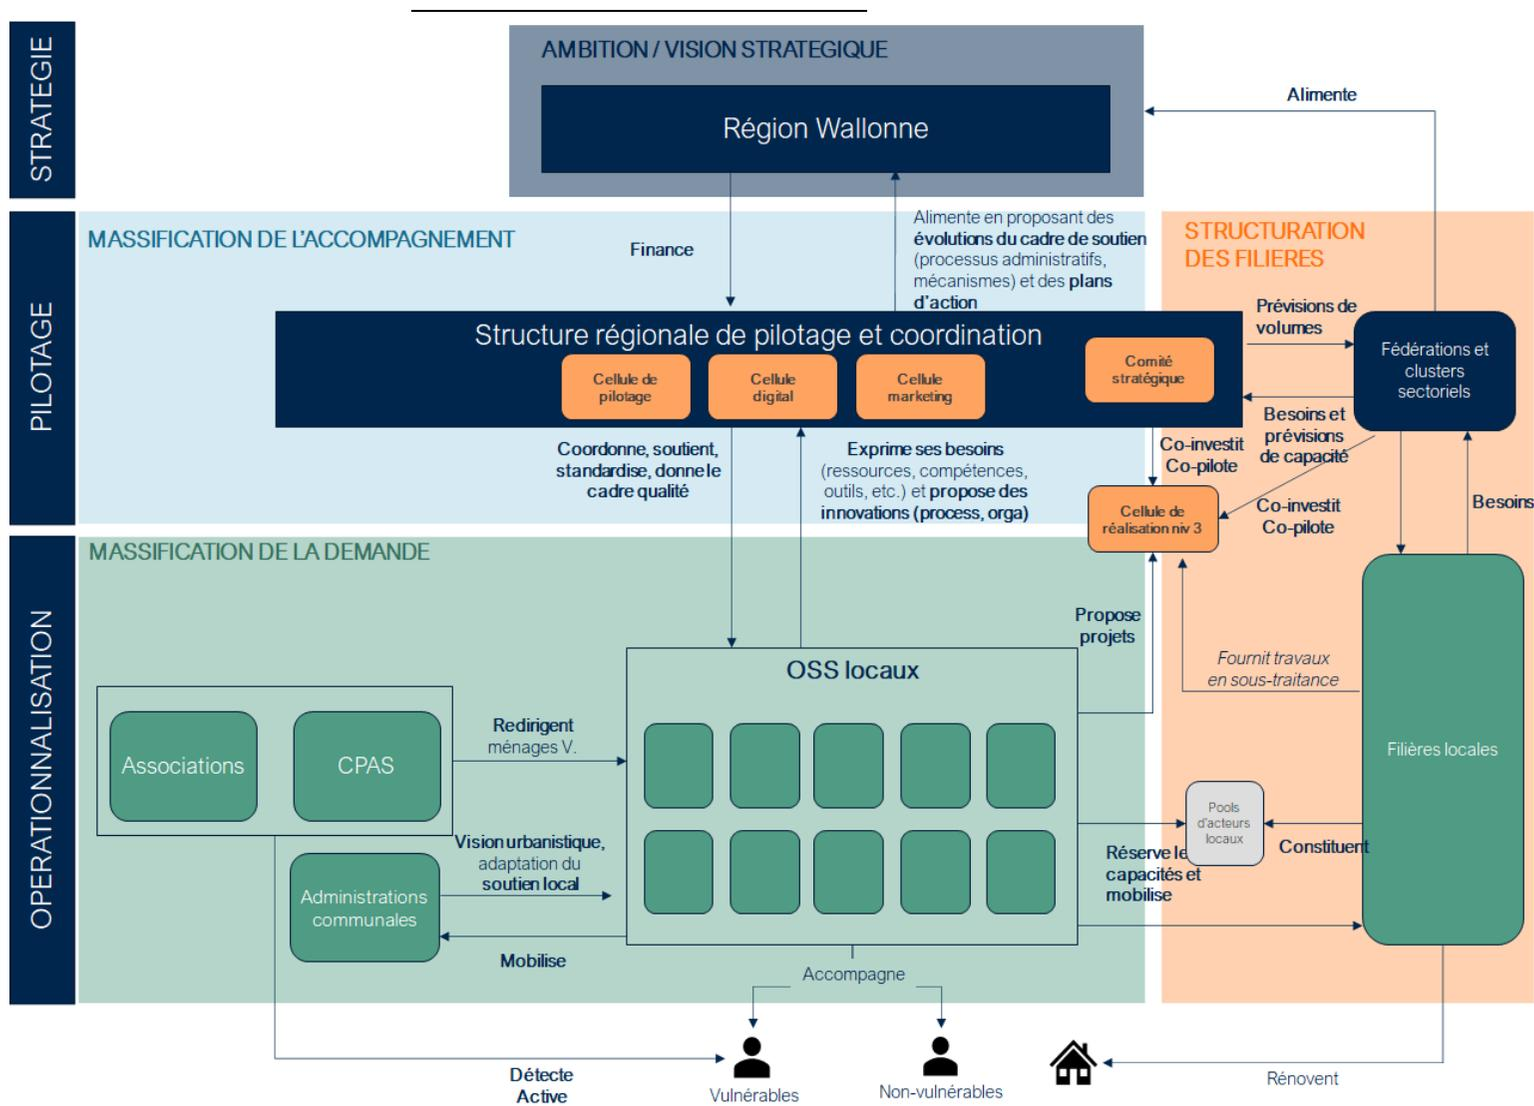 STRATEGIE
AMBITION / VISION STRATEGIQUE
Région Wallonne
Alimente
PILOTAGE
MASSIFICATION DE L'ACCOMPAGNEMENT
Finance
Alimente en proposant des
évolutions du cadre de soutien
(processus administratifs,
mécanismes) et des plans
d'action
STRUCTURATION
DES FILIERES
Structure régionale de pilotage et coordination
Cellule de
pilotage
Cellule
digital
Cellule
marketing
Comité
stratégique
Prévisions de
volumes
Fédérations et
clusters
sectoriels
Besoins et
prévisions
de capacité
Coordonne, soutient,
standardise, donne le
cadre qualité
Exprime ses besoins
(ressources, compétences,
outils, etc.) et propose des
innovations (process, orga)
Co-investit
Co-pilote
Cellule de
réalisation niv 3
Co-investit
Co-pilote
Besoins
OPERATIONNALISATION
MASSIFICATION DE LA DEMANDE
Propose
projets
OSS locaux
Fournit travaux
en sous-traitance
Associations
CPAS
Redirigent
ménages V.
Filières locales
Pools
d'acteurs
locaux
Constituent
Vision urbanistique,
adaptation du
soutien local
Réserve le
capacités et
mobilise
Administrations
communales
Mobilise
Accompagne
Détecte
Active
Vulnérables
Non-vulnérables
Rénovent